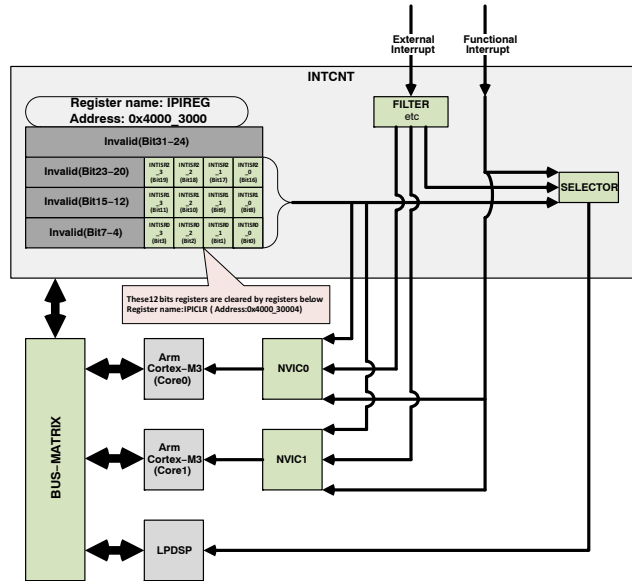 External
Interrupt
Functional
Interrupt
INTCNT
Register name: IPIREG
Address: 0x4000_3000
FILTER
etc
Invalid(Bit31-24)
Invalid(Bit23-20)
INTISR2
_3
(Bit19)
INTISR2
_2
(Bit18)
INTISR2
_1
(Bit17)
INTISR2
_0
(Bit16)
SELECTOR
Invalid(Bit15-12)
INTISR1
_3
(Bit11)
INTISR1
_2
(Bit10)
INTISR1
_1
(Bit9)
INTISR1
_0
(Bit8)
Invalid(Bit7-4)
INTISR0
_3
(Bit3)
INTISR0
_2
(Bit2)
INTISR0
_1
(Bit1)
INTISR0
_0
(Bit0)
These12 bits registers are cleared by registers below
Register name:IPICLR ( Address:0x4000_30004)
BUS-MATRIX
Arm
Cortex-M3
(Core0)
NVIC0
Arm
Cortex-M3
(Core1)
NVIC1
LPDSP